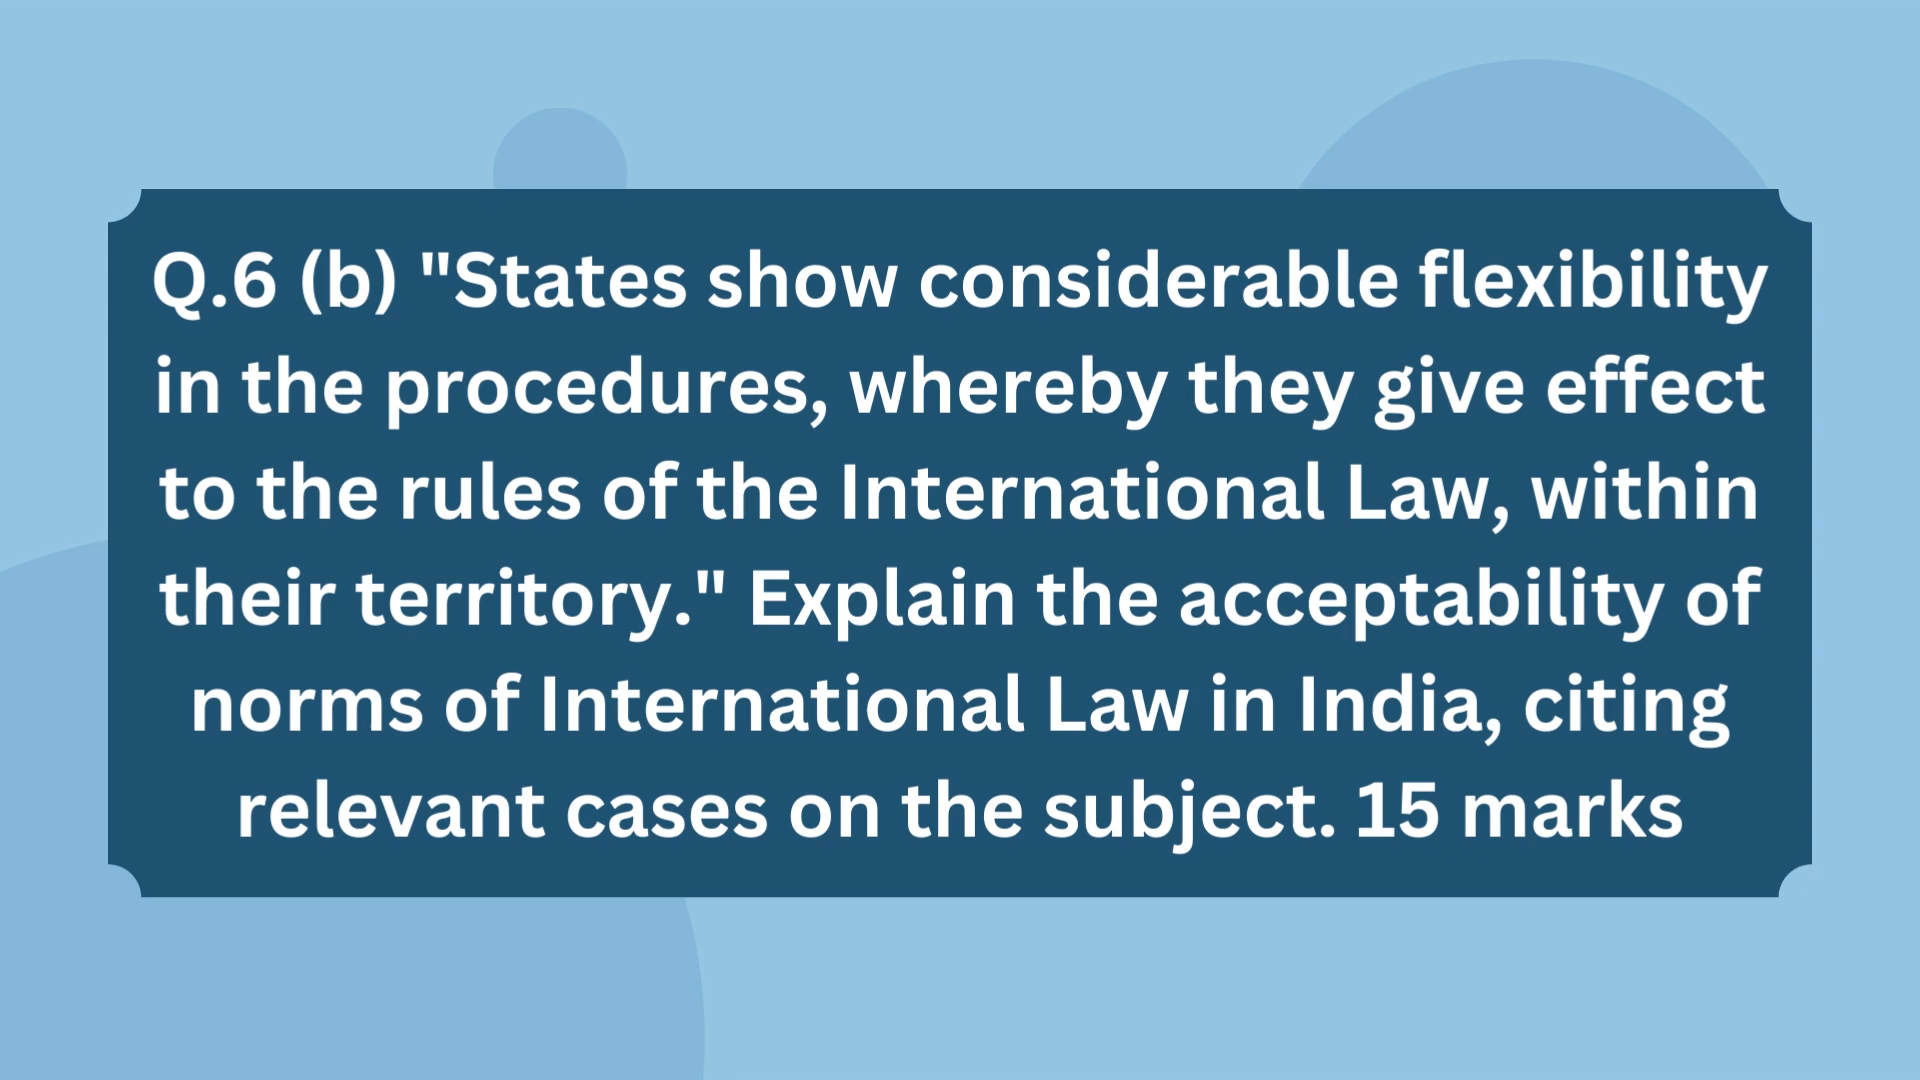 Q.6 (b) "States show considerable flexibility
in the procedures, whereby they give effect
to the rules of the International Law, within
their territory." Explain the acceptability of
norms of International Law in India, citing
relevant cases on the subject. 15 marks